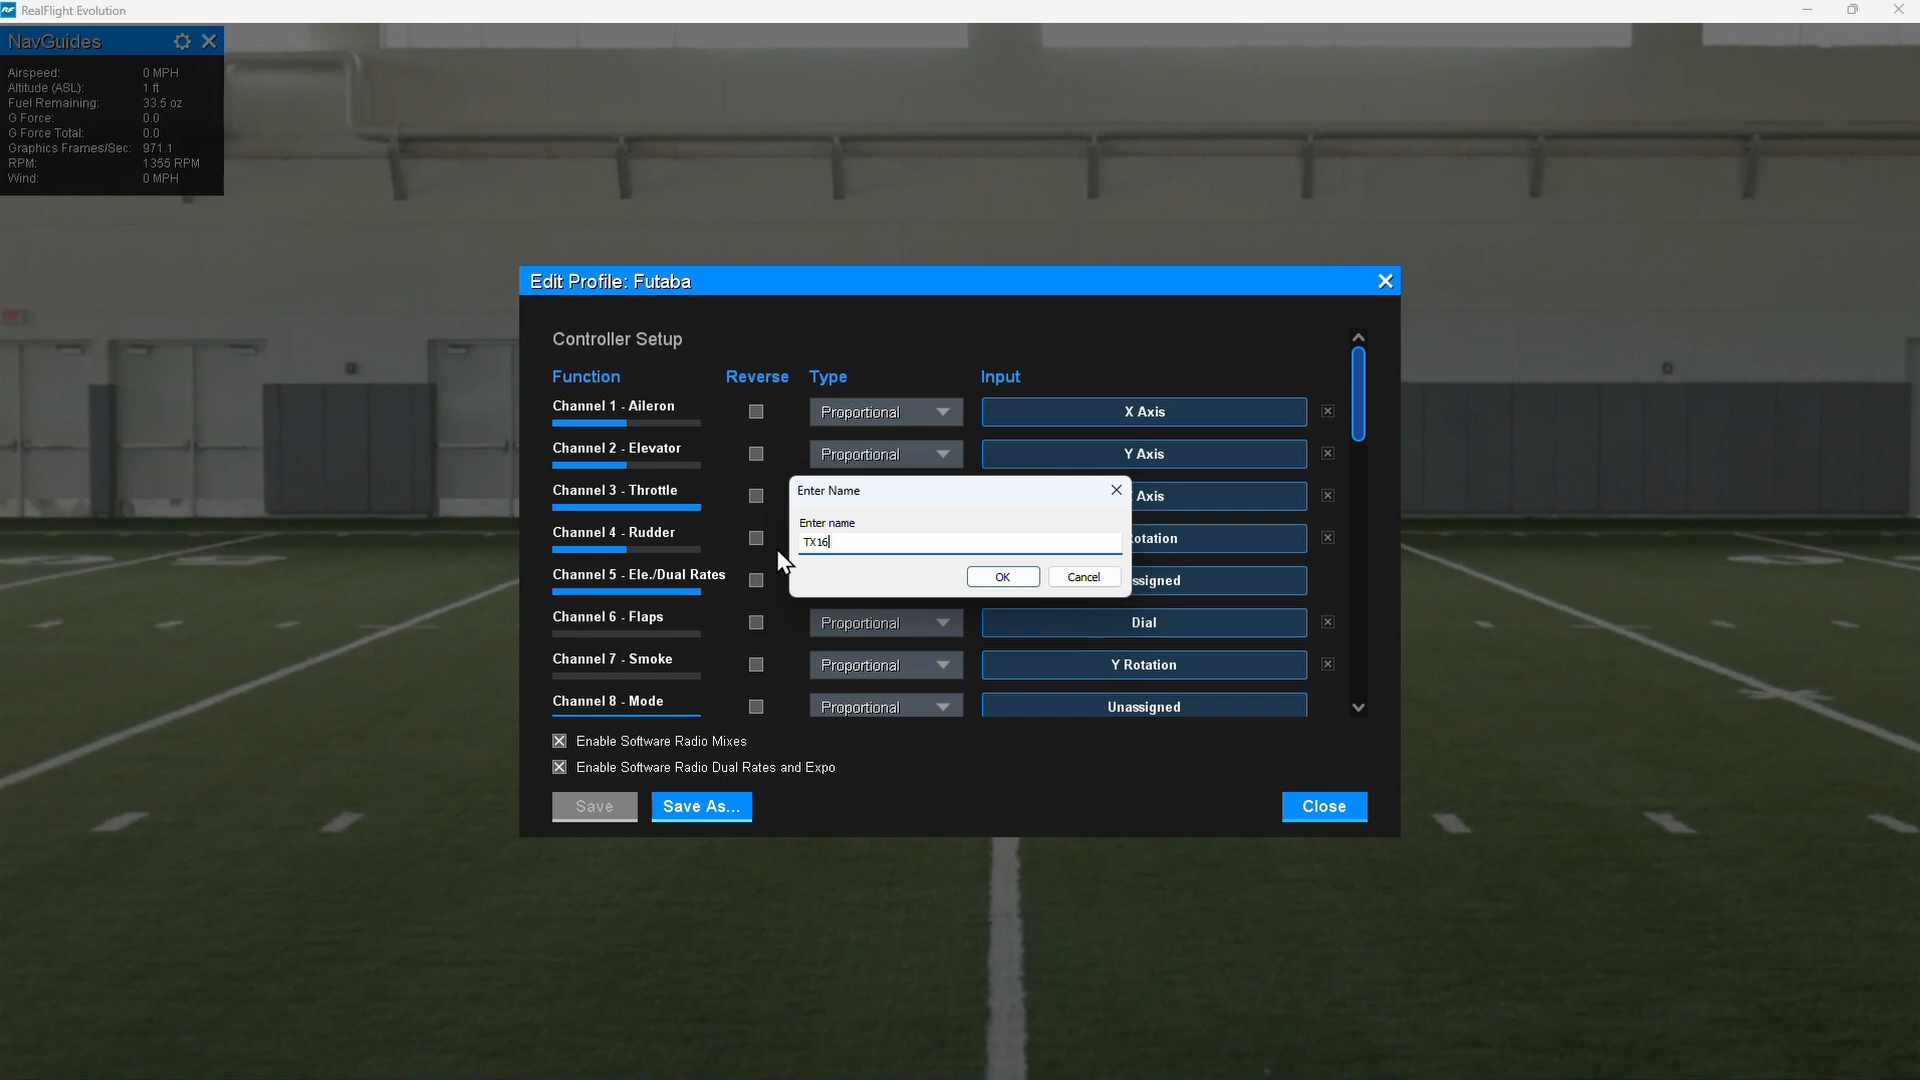 RealFlight Evolution
NavGuides
Airspeed: 0 MPH
Altitude (ASL): 1 ft
Fuel Remaining: 33.5 oz
G Force: 0.0
G Force Total: 0.0
Graphics Frames/Sec: 971.1
RPM: 1355 RPM
Wind: 0 MPH
Edit Profile: Futaba
Controller Setup
Function Reverse Type Input
Channel 1 - Aileron Proportional X Axis
Channel 2 - Elevator Proportional Y Axis
Channel 3 - Throttle Axis
Channel 4 - Rudder otation
Channel 5 - Ele./Dual Rates ssigned
Enter Name
Enter name
TX16
OK Cancel
Channel 6 - Flaps Proportional Dial
Channel 7 - Smoke Proportional Y Rotation
Channel 8 - Mode Proportional Unassigned
Enable Software Radio Mixes
Enable Software Radio Dual Rates and Expo
Save Save As... Close